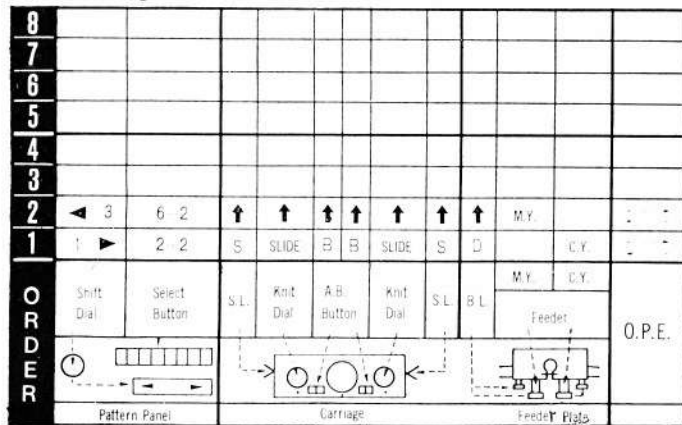 8
7
6
5
4
3
2 ◄ 3 6 2 ↑ ↑ ↑ ↑ ↑ ↑ ↑ M.Y.
1 1 ► 2 2 S SLIDE B B SLIDE S D C.Y.
M.Y. C.Y.
ORDER
Shift Dial
Select Button
S.L.
Knit Dial
A.B. Button
Knit Dial
S.L.
B.L.
Feeder
O.P.E.
Pattern Panel Carriage Feeder Plate